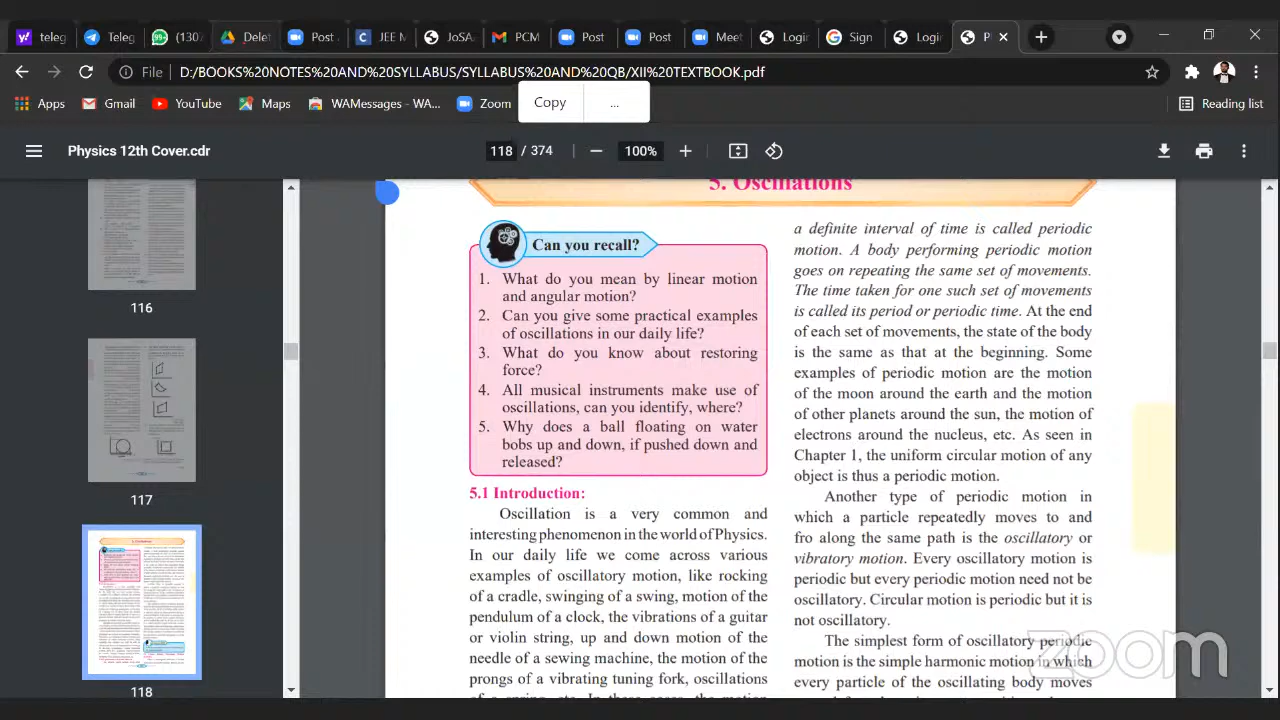 teleg
Teleg
99+
(130
Delet
Post
JEE M
JoSA
PCM
Post
Post
Meet
Login
Sign
Login
File
D:/BOOKS%20NOTES%20AND%20SYLLABUS/SYLLABUS%20AND%20QB/XII%20TEXTBOOK.pdf
Apps
Gmail
YouTube
Maps
WAMessages - WA...
Zoom
Copy
...
Reading list
Physics 12th Cover.cdr
118 / 374
100%
116
117
118
5. Oscillations
Can you recall?
1. What do you mean by linear motion
and angular motion?
2. Can you give some practical examples
of oscillations in our daily life?
3. What do you know about restoring
force?
4. All musical instruments make use of
oscillations, can you identify, where?
5. Why does a ball floating on water
bobs up and down, if pushed down and
released?
5.1 Introduction:
Oscillation is a very common and
interesting phenomenon in the world of Physics.
In our daily life we come across various
examples of oscillatory motion, like rocking
of a cradle, swinging of a swing, motion of the
pendulum of a clock, the vibrations of a guitar
or violin string, up and down motion of the
needle of a sewing machine, the motion of the
prongs of a vibrating tuning fork, oscillations
of a spring, etc. In these cases, the motion
a definite interval of time is called periodic
motion. A body performing periodic motion
goes on repeating the same set of movements.
The time taken for one such set of movements
is called its period or periodic time. At the end
of each set of movements, the state of the body
is the same as that at the beginning. Some
examples of periodic motion are the motion
of the moon around the earth and the motion
of other planets around the sun, the motion of
electrons around the nucleus, etc. As seen in
Chapter 1, the uniform circular motion of any
object is thus a periodic motion.
Another type of periodic motion in
which a particle repeatedly moves to and
fro along the same path is the oscillatory or
vibratory motion. Every oscillatory motion is
periodic but every periodic motion need not be
oscillatory. Circular motion is periodic but it is
not oscillatory.
The simplest form of oscillatory periodic
motion is the simple harmonic motion in which
every particle of the oscillating body moves
zoom